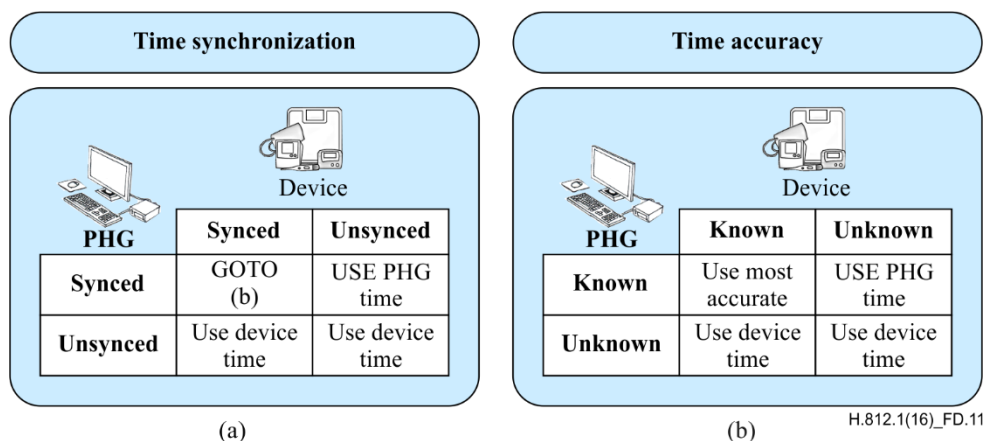 Time synchronization
Device
PHG
Synced Unsynced
Synced GOTO USE PHG
(b) time
Unsynced Use device Use device
time time
(a)
Time accuracy
Device
PHG
Known Unknown
Known Use most USE PHG
accurate time
Unknown Use device Use device
time time
(b)
H.812.1(16)_FD.11